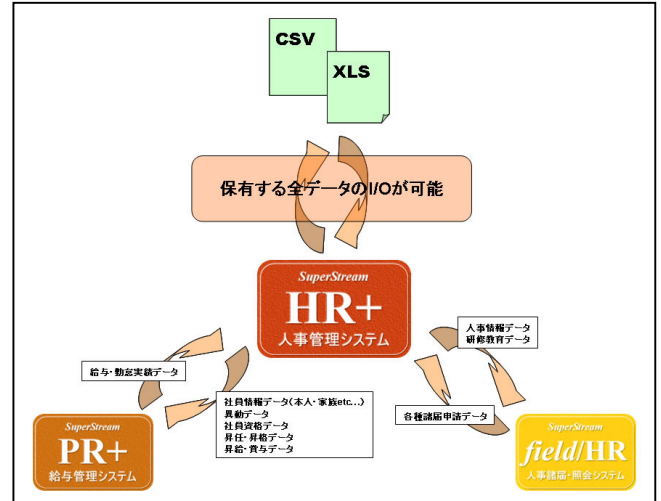 CSV
XLS
保有する全データのI/Oが可能
SuperStream
HR+
人事管理システム
人事情報データ
研修教育データ
給与・勤怠実績データ
社員情報データ(本人・家族etc...)
異動データ
社員資格データ
昇任・昇格データ
昇給・賞与データ
各種諸届申請データ
SuperStream
PR+
給与管理システム
SuperStream
field/HR
人事諸届・照会システム